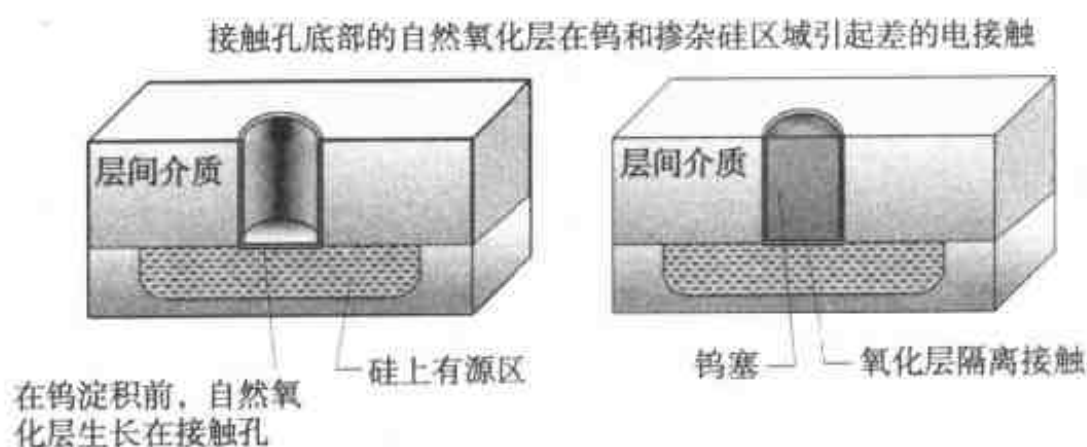 接触孔底部的自然氧化层在钨和掺杂硅区域引起差的电接触
层间介质
层间介质
硅上有源区
在钨淀积前，自然氧
化层生长在接触孔
钨塞
氧化层隔离接触